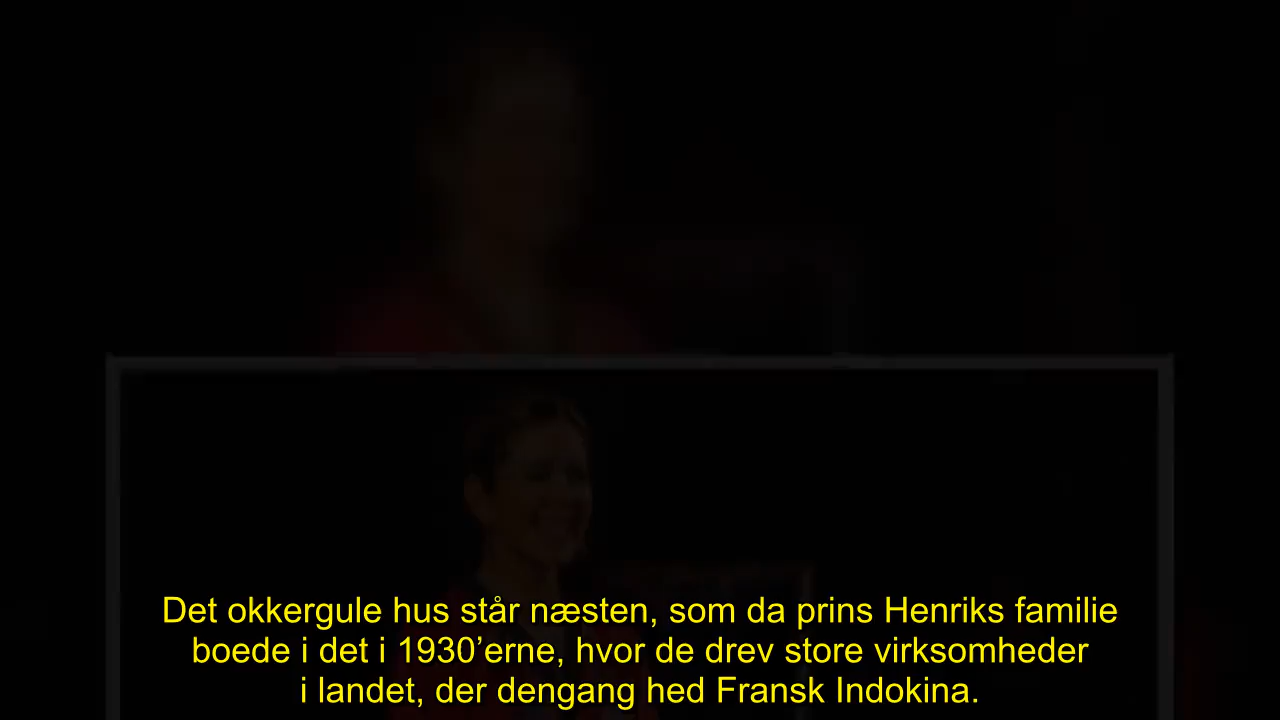 Det okkergule hus står næsten, som da prins Henriks familie
boede i det i 1930’erne, hvor de drev store virksomheder
i landet, der dengang hed Fransk Indokina.